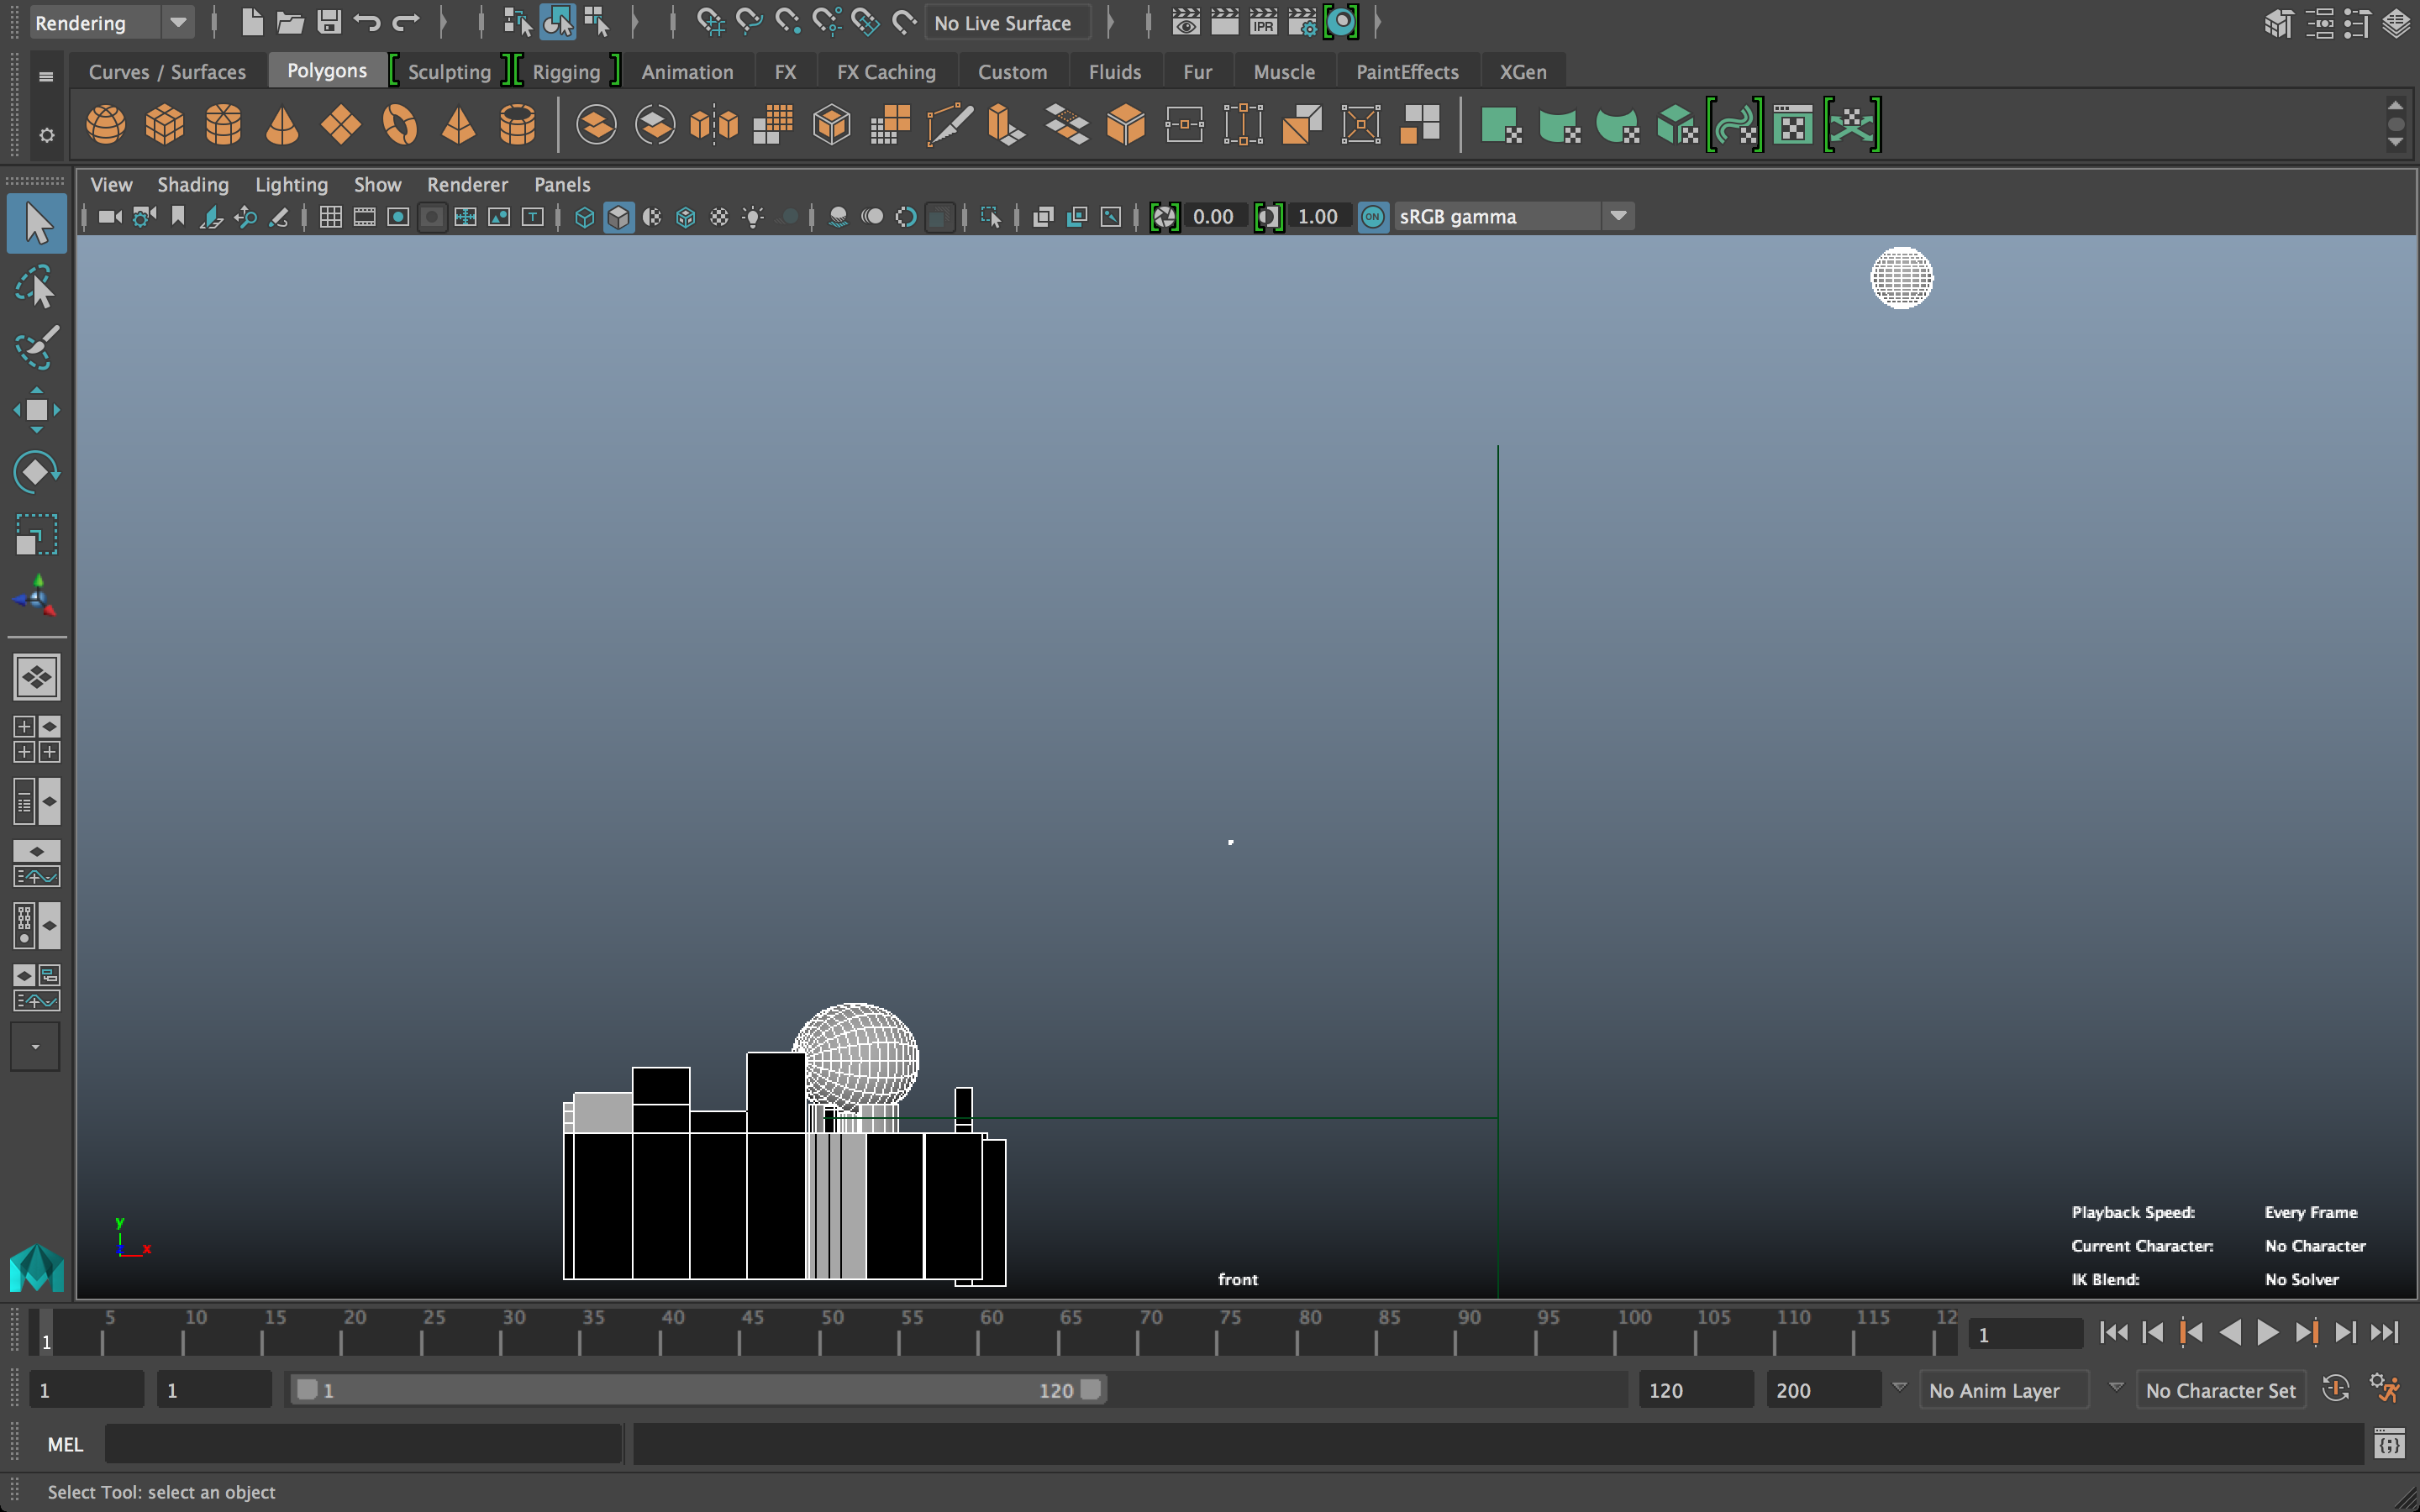 Rendering
No Live Surface
IPR
Curves / Surfaces Polygons Sculpting Rigging Animation FX FX Caching Custom Fluids Fur Muscle PaintEffects XGen
View Shading Lighting Show Renderer Panels
T 0.00 1.00 ON sRGB gamma
Playback Speed: Every Frame
Current Character: No Character
y
x
IK Blend: No Solver
front
5 10 15 20 25 30 35 40 45 50 55 60 65 70 75 80 85 90 95 100 105 110 115 12
1 1
1 1 1 120 120 200 No Anim Layer No Character Set
MEL
Select Tool: select an object